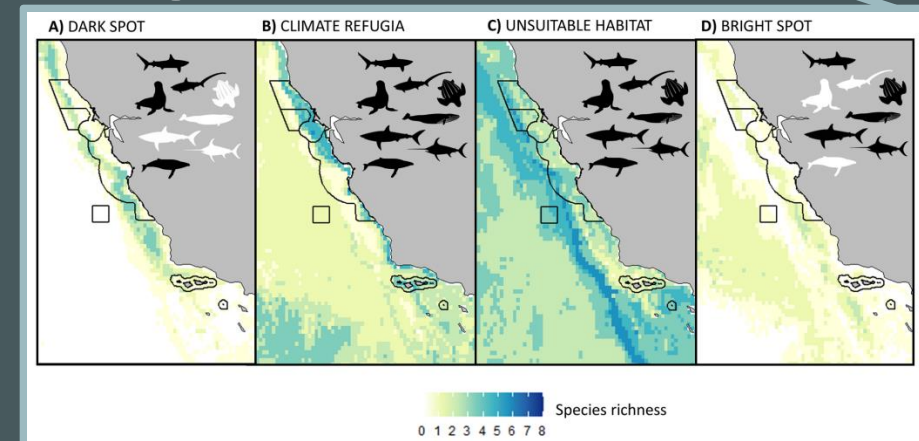 A) DARK SPOT
B) CLIMATE REFUGIA
C) UNSUITABLE HABITAT
D) BRIGHT SPOT
Species richness
0 1 2 3 4 5 6 7 8